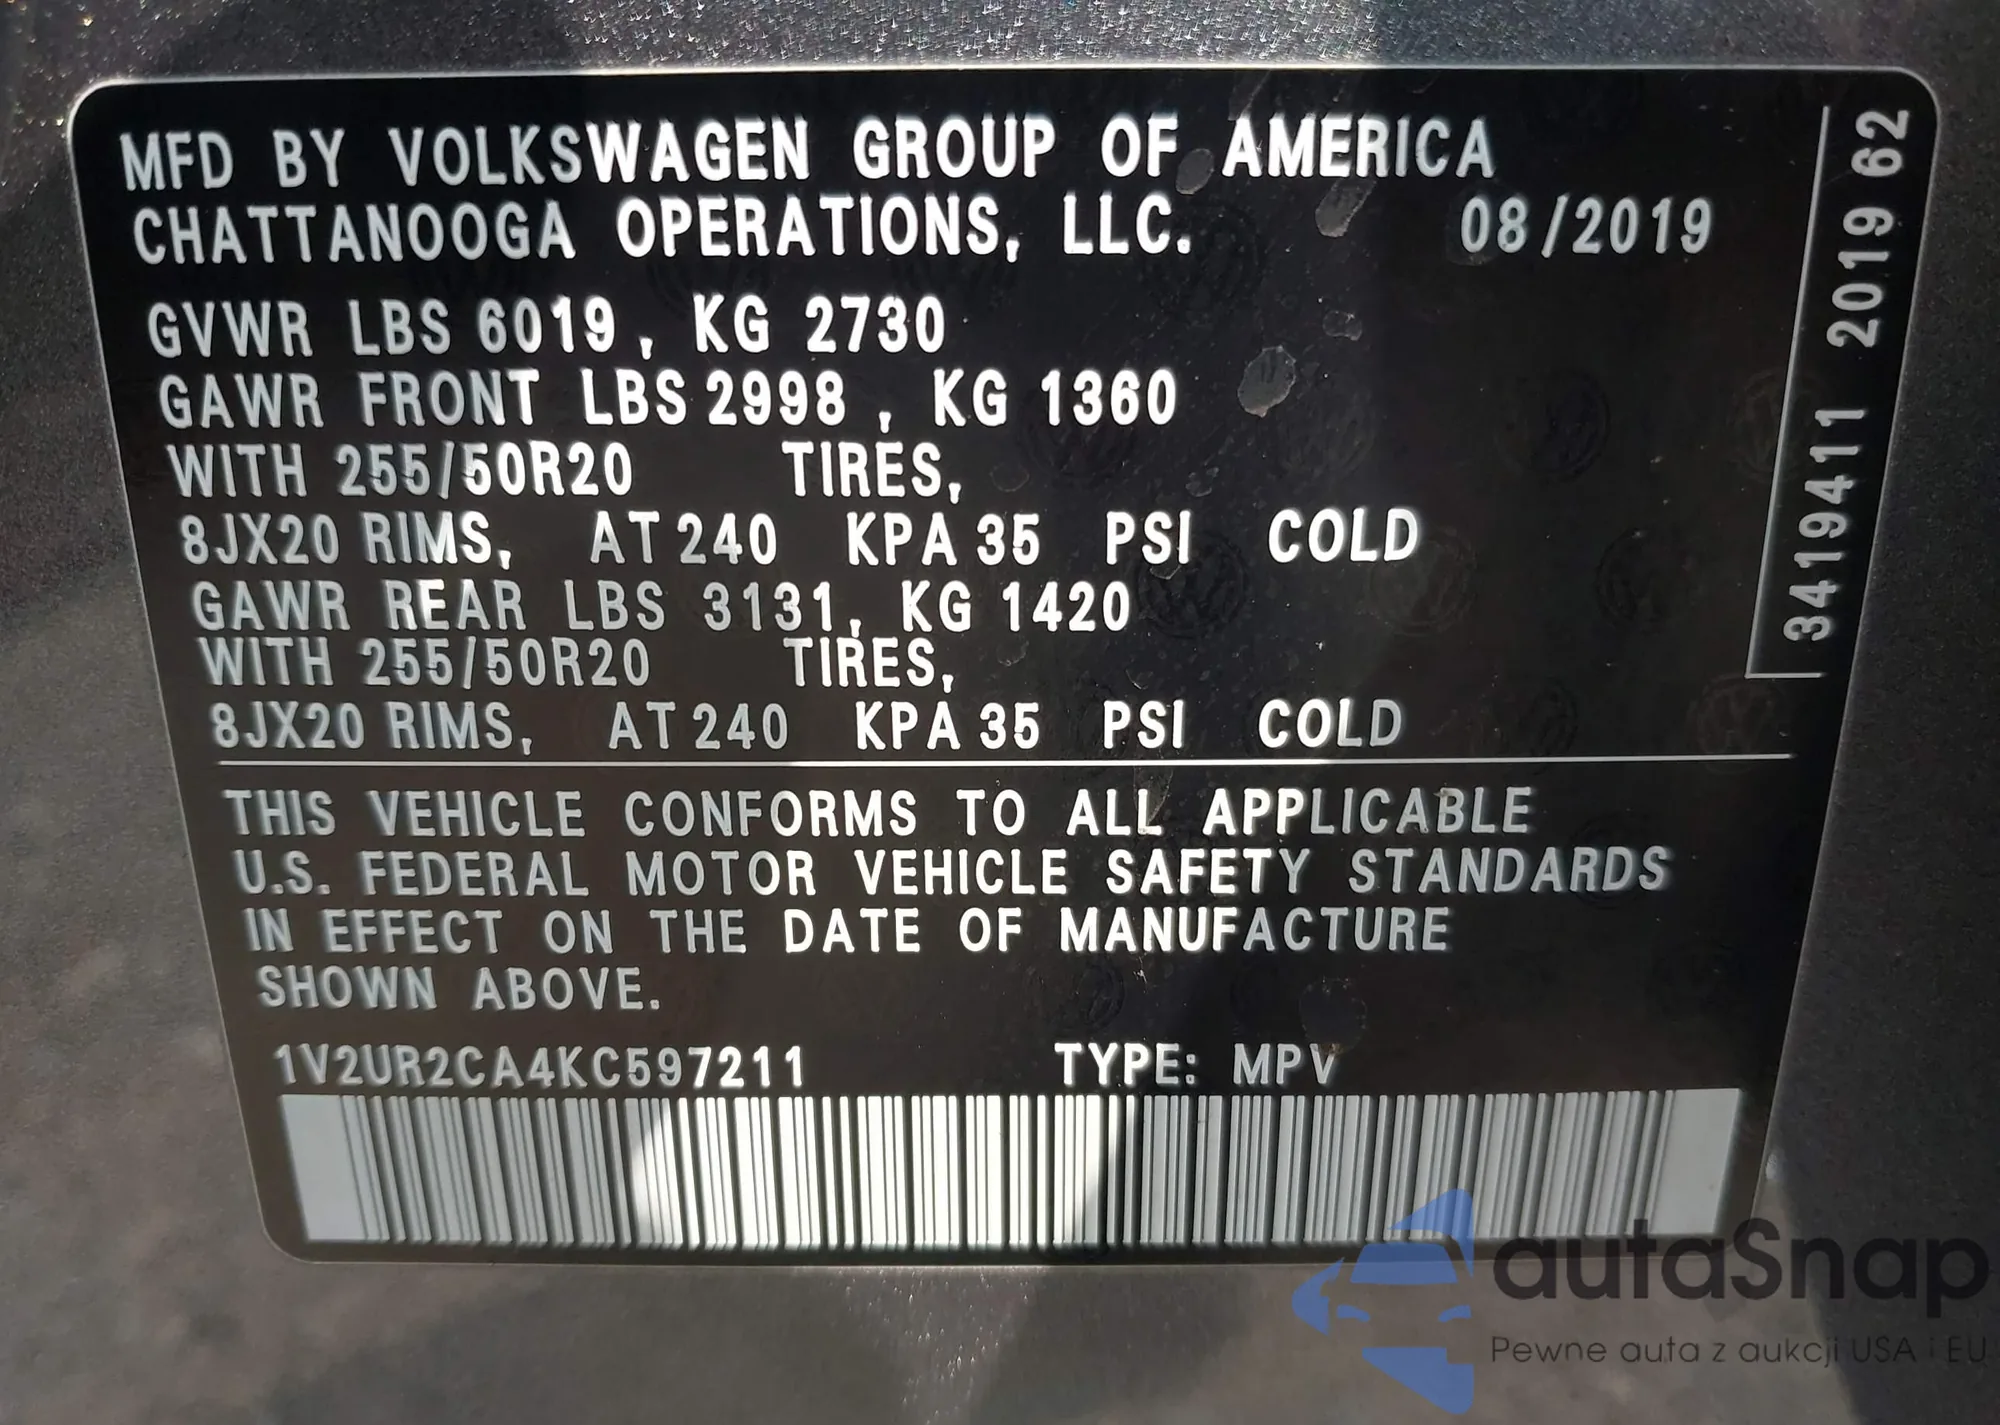 MFD BY VOLKSWAGEN GROUP OF AMERICA
CHATTANOOGA OPERATIONS, LLC. 08/2019
GVWR LBS 6019, KG 2730
GAWR FRONT LBS 2998, KG 1360
WITH 255/50R20 TIRES,
8JX20 RIMS, AT 240 KPA 35 PSI COLD
GAWR REAR LBS 3131, KG 1420
WITH 255/50R20 TIRES,
8JX20 RIMS, AT 240 KPA 35 PSI COLD
THIS VEHICLE CONFORMS TO ALL APPLICABLE
U.S. FEDERAL MOTOR VEHICLE SAFETY STANDARDS
IN EFFECT ON THE DATE OF MANUFACTURE
SHOWN ABOVE.
1V2UR2CA4KC597211 TYPE: MPV
3419411 2019 62
autaSnap
Pewne auta z aukcji USA i EU